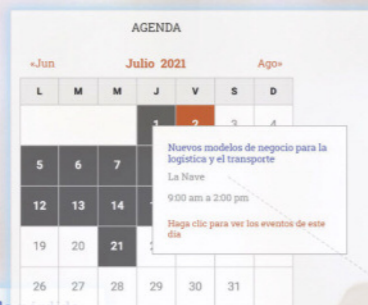 AGENDA
«Jun Julio 2021 Ago»
L M M J V S D
1 2 3 4
5 6 7
12 13 14
19 20 21
26 27 28 29 30 31
Nuevos modelos de negocio para la
logística y el transporte
La Nave
9:00 am a 2:00 pm
Haga clic para ver los eventos de este
día